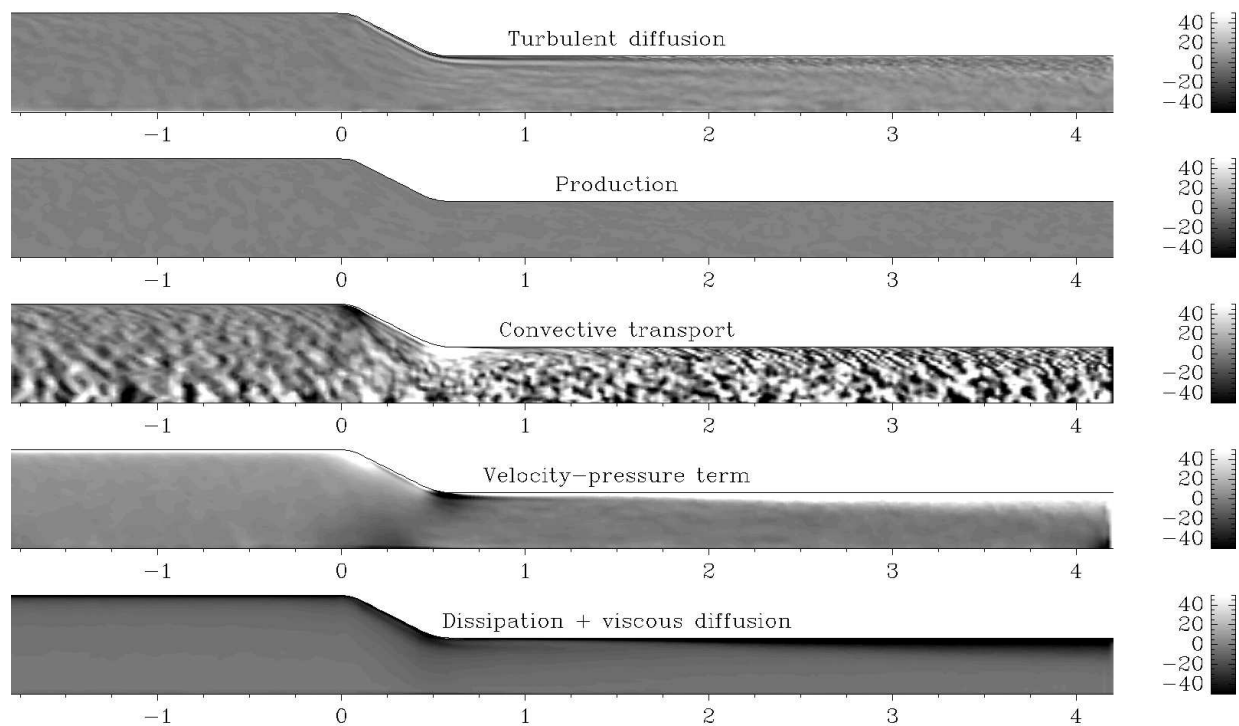 Turbulent diffusion
40
20
0
−20
−40
−1 0 1 2 3 4
Production
40
20
0
−20
−40
−1 0 1 2 3 4
Convective transport
40
20
0
−20
−40
−1 0 1 2 3 4
Velocity−pressure term
40
20
0
−20
−40
−1 0 1 2 3 4
Dissipation + viscous diffusion
40
20
0
−20
−40
−1 0 1 2 3 4